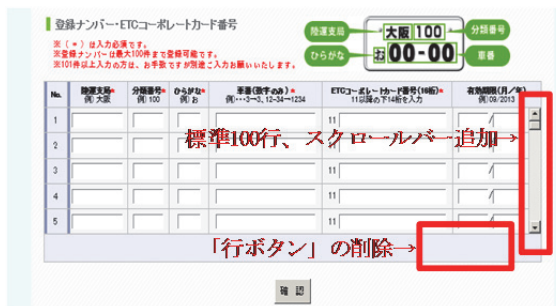 登録ナンバー・ETCコーポレートカード番号
※( * )は入力必須です。
※登録ナンバーは最大100件まで登録可能です。
※101件以上入力の方は、お手数ですが別途ご入力お願いいたします。
陸運支局
大阪 100
分類番号
ひらがな
お 00-00
車番
No. 陸運支局* 分類番号* ひらがな* 車番(数字のみ)* ETCコーポレートカード番号(16桁)* 有効期限(月/年)
例) 大阪 例) 100 例) お 例)・・・3→3、12-34→1234 11以降の下14桁を入力 例) 09/2013
1 11 /
2 11 /
標準100行、スクロールバー追加→
3 11 /
4 11 /
5 11 /
「行ボタン」の削除→
確 認